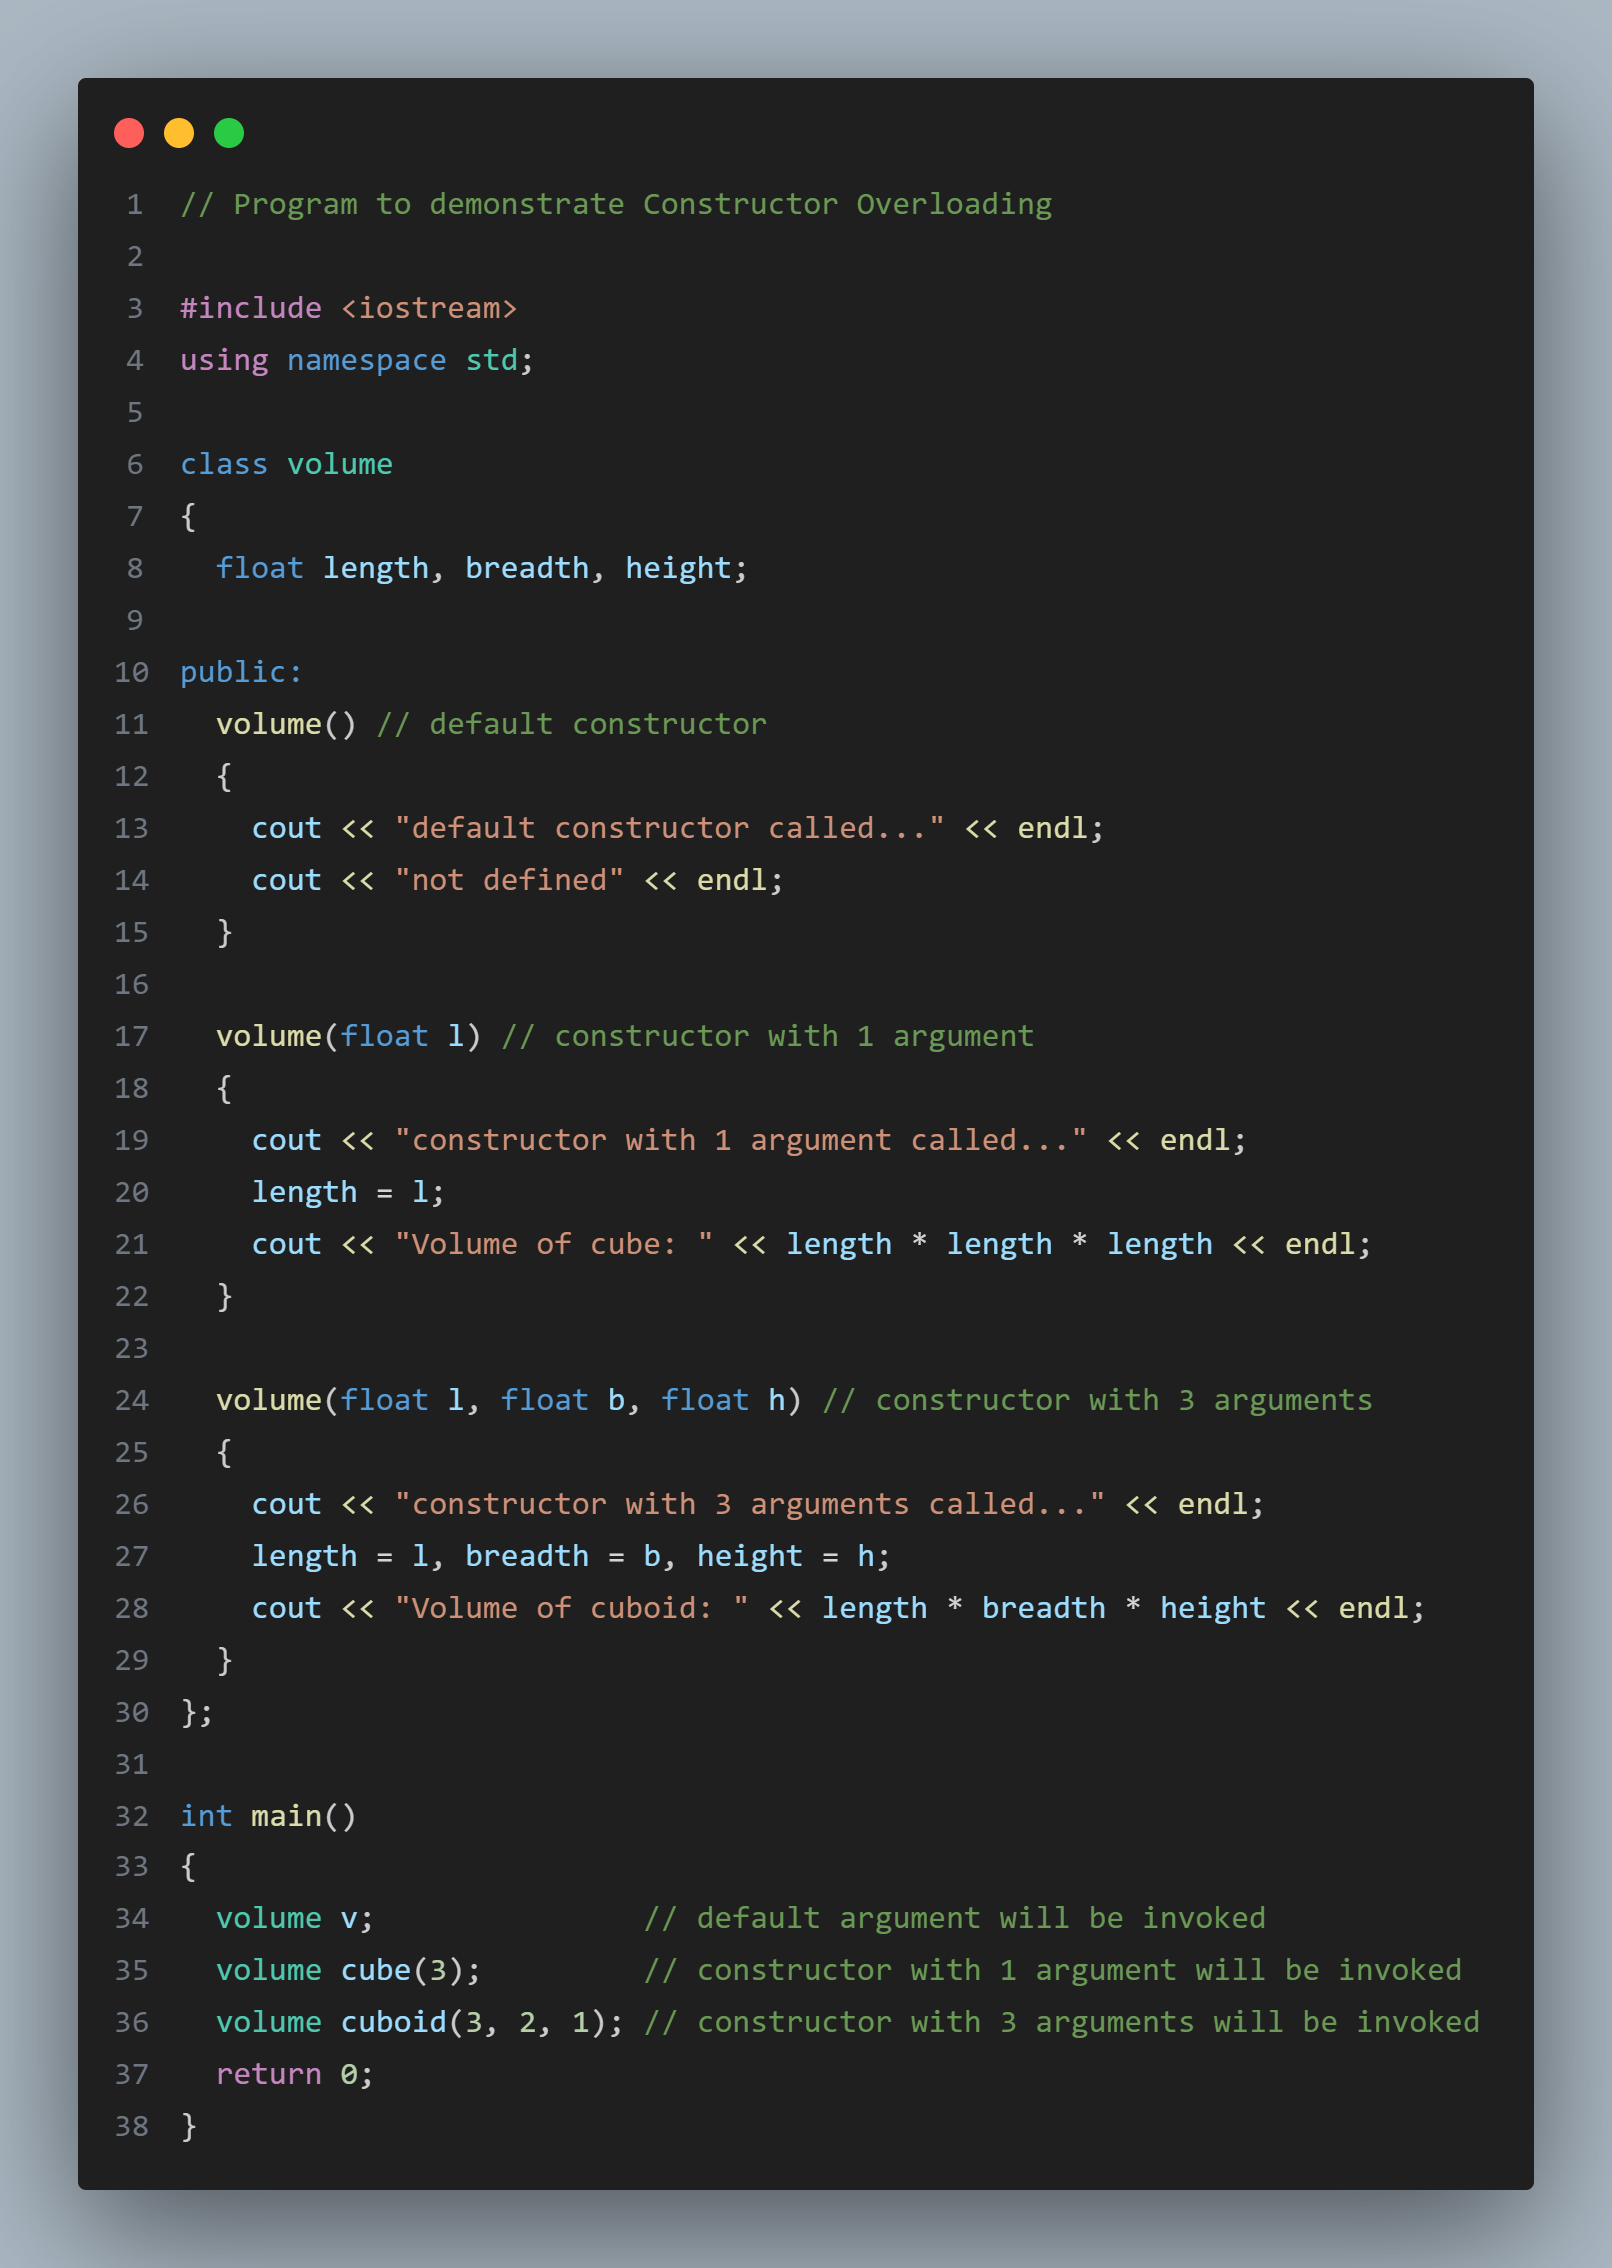 1 // Program to demonstrate Constructor Overloading
2
3 #include <iostream>
4 using namespace std;
5
6 class volume
7 {
8   float length, breadth, height;
9
10 public:
11   volume() // default constructor
12   {
13     cout << "default constructor called..." << endl;
14     cout << "not defined" << endl;
15   }
16
17   volume(float l) // constructor with 1 argument
18   {
19     cout << "constructor with 1 argument called..." << endl;
20     length = l;
21     cout << "Volume of cube: " << length * length * length << endl;
22   }
23
24   volume(float l, float b, float h) // constructor with 3 arguments
25   {
26     cout << "constructor with 3 arguments called..." << endl;
27     length = l, breadth = b, height = h;
28     cout << "Volume of cuboid: " << length * breadth * height << endl;
29   }
30 };
31
32 int main()
33 {
34   volume v;               // default argument will be invoked
35   volume cube(3);         // constructor with 1 argument will be invoked
36   volume cuboid(3, 2, 1); // constructor with 3 arguments will be invoked
37   return 0;
38 }